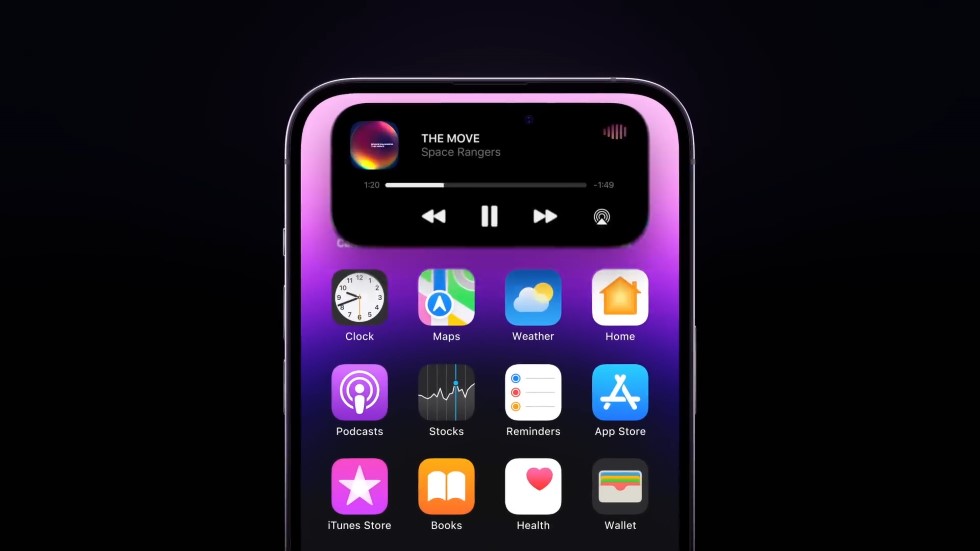 THE MOVE
Space Rangers
1:20 -1:49
Clock Maps Weather Home
Podcasts Stocks Reminders App Store
iTunes Store Books Health Wallet